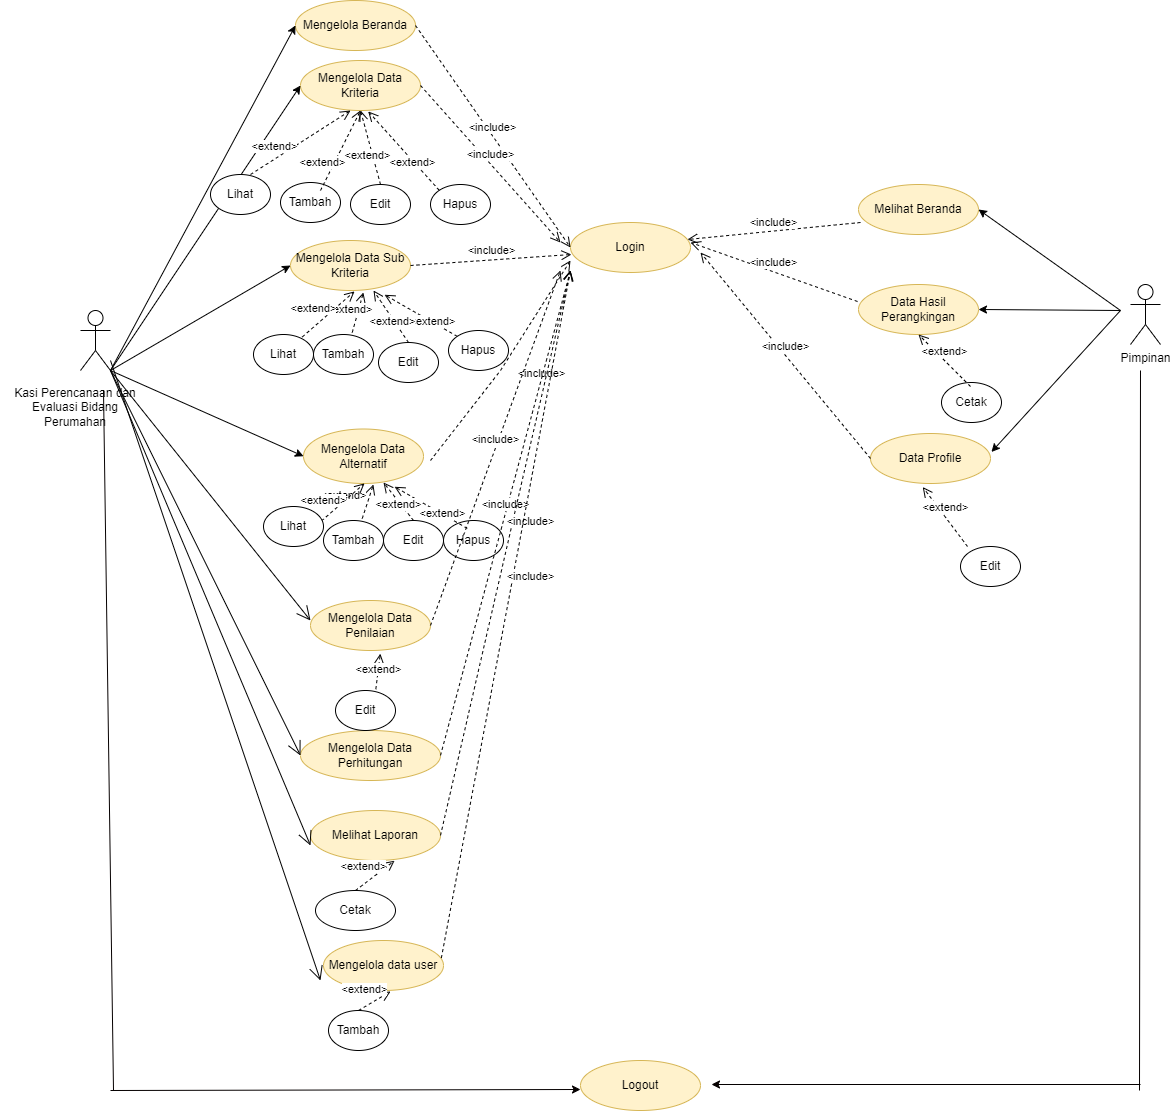 Mengelola Beranda
Mengelola Data
Kriteria
<include>
<include>
<extend>
<extend>
<extend>
<extend>
Lihat
Tambah
Edit
Hapus
Melihat Beranda
<include>
Login
Mengelola Data Sub
Kriteria
<include>
<include>
Data Hasil
Perangkingan
<extend>
<extend>
<extend>
<extend>
Lihat
Tambah
Edit
Hapus
<include>
<extend>
Pimpinan
Cetak
Kasi Perencanaan dan
Evaluasi Bidang
Perumahan
<include>
<include>
Mengelola Data
Alternatif
Data Profile
<extend>
<extend>
<extend>
<extend>
Lihat
Tambah
Edit
Hapus
<include>
<include>
<extend>
Edit
<include>
Mengelola Data
Penilaian
<extend>
Edit
Mengelola Data
Perhitungan
Melihat Laporan
<extend>
Cetak
Mengelola data user
<extend>
Tambah
Logout